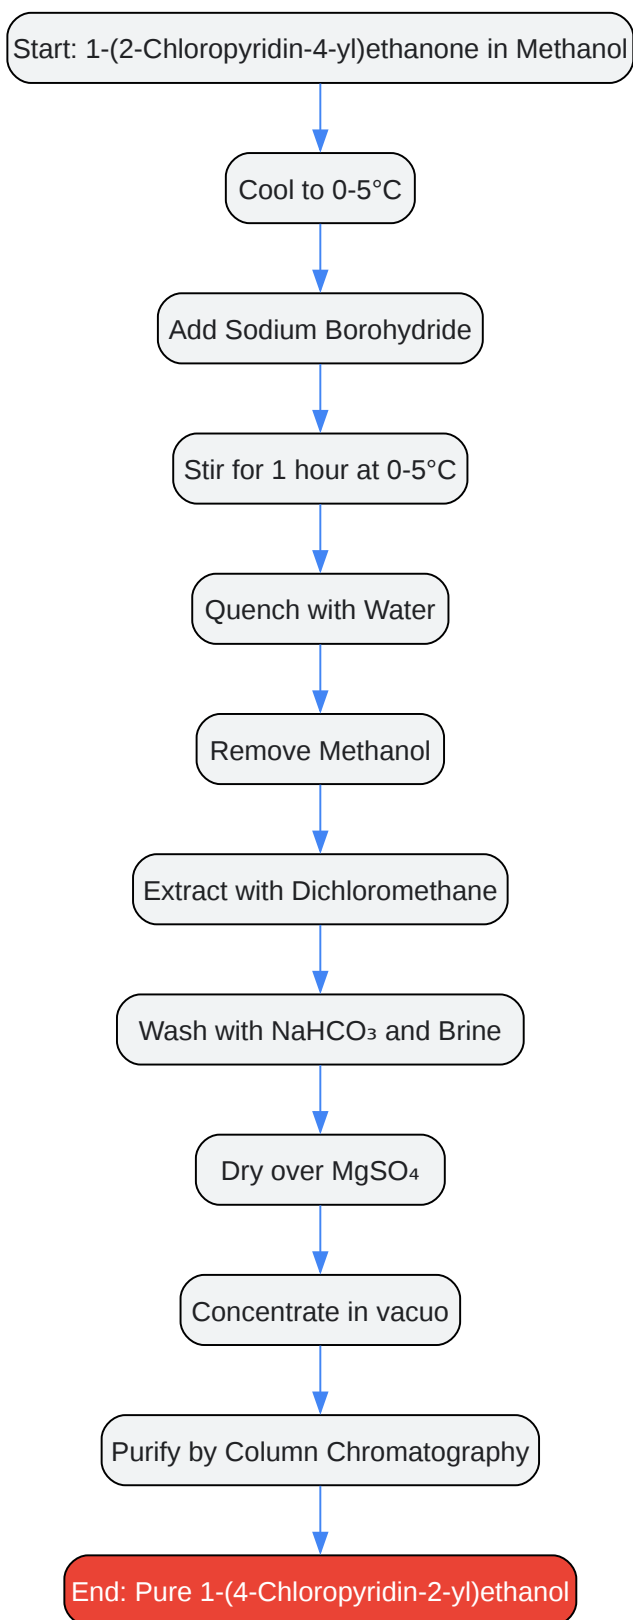 Start: 1-(2-Chloropyridin-4-yl)ethanone in Methanol
Cool to 0-5°C
Add Sodium Borohydride
Stir for 1 hour at 0-5°C
Quench with Water
Remove Methanol
Extract with Dichloromethane
Wash with NaHCO₃ and Brine
Dry over MgSO₄
Concentrate in vacuo
Purify by Column Chromatography
End: Pure 1-(4-Chloropyridin-2-yl)ethanol